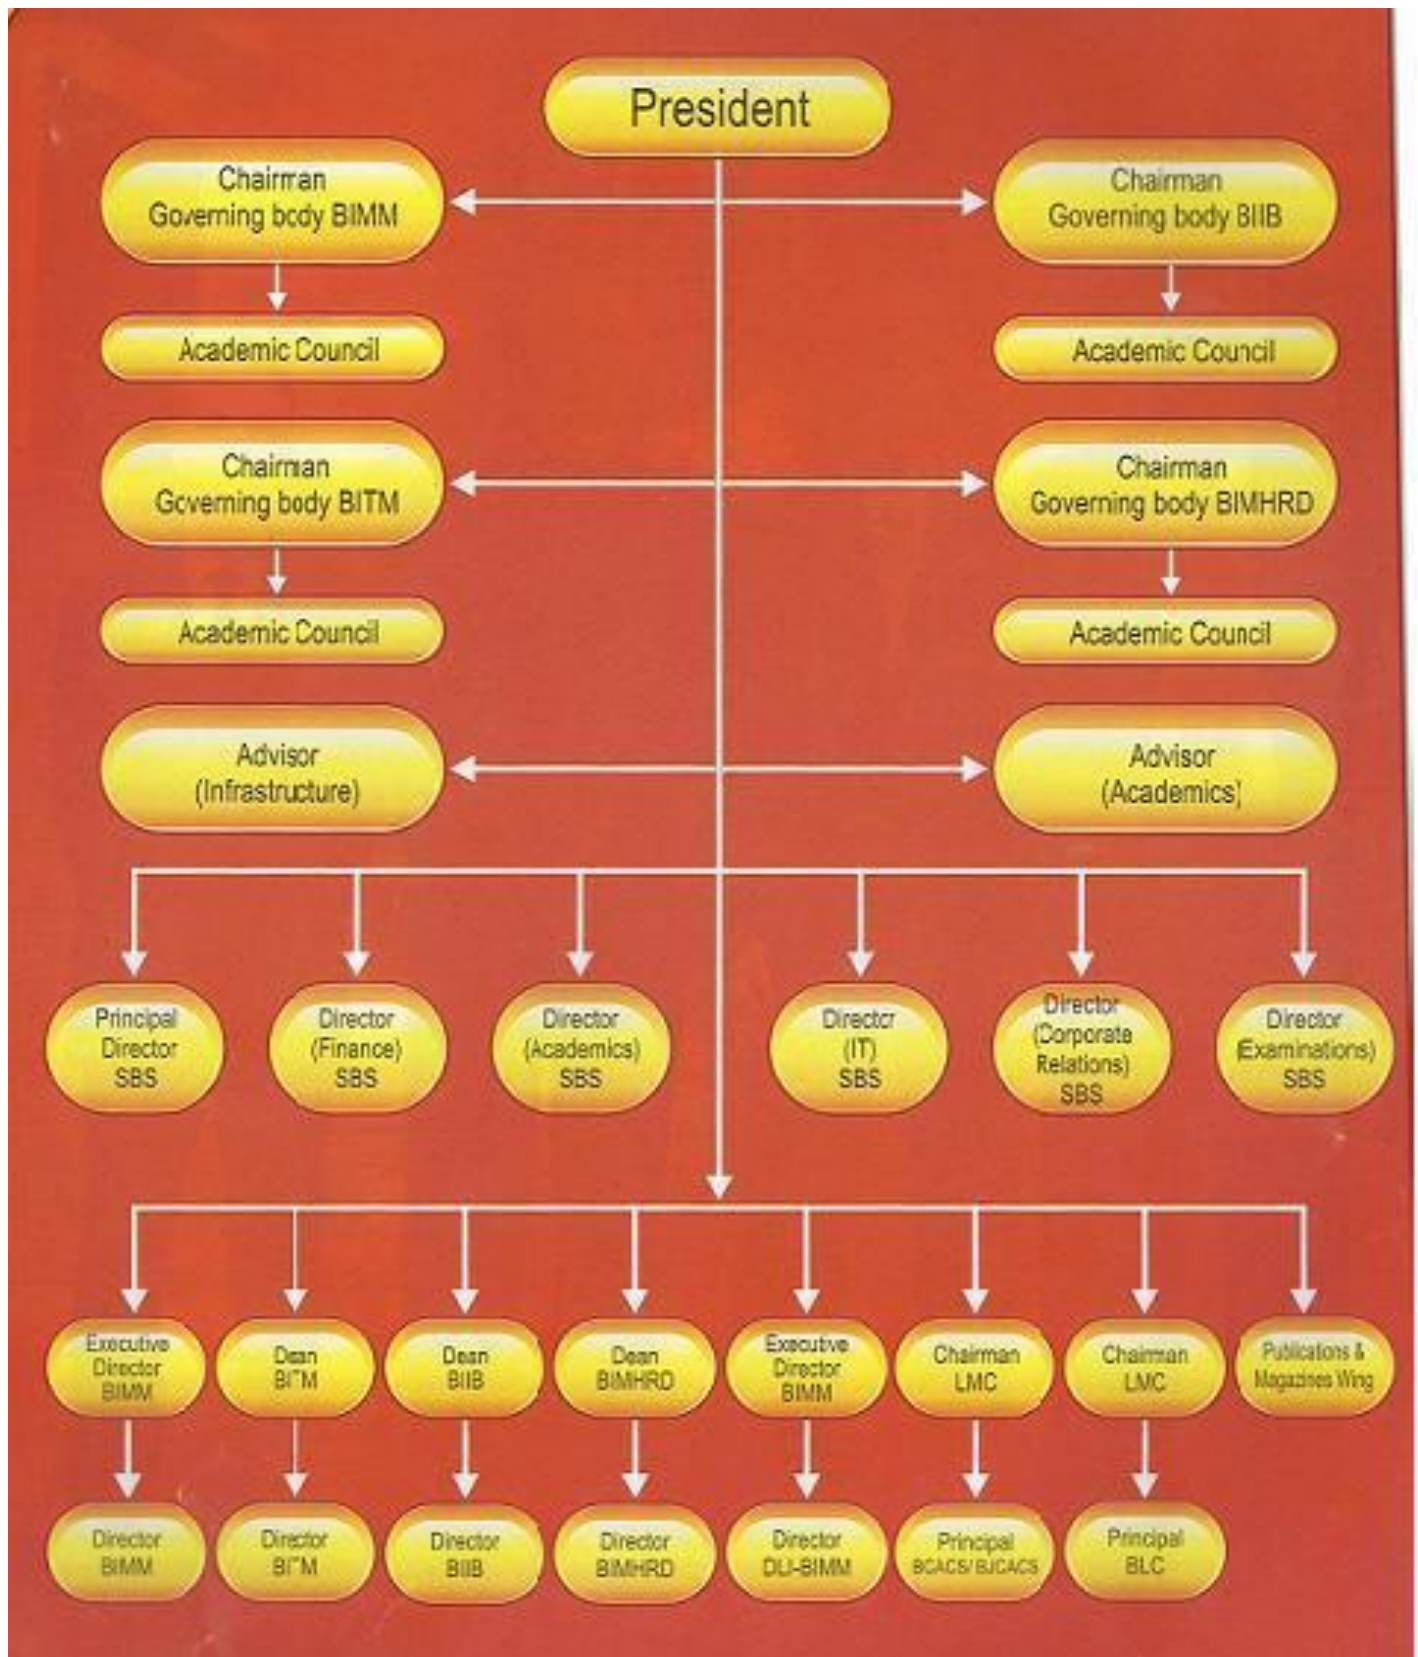 President
Chairman
Governing body BIMM
Chairman
Governing body BIIB
Academic Council
Academic Council
Chairman
Governing body BITM
Chairman
Governing body BIMHRD
Academic Council
Academic Council
Advisor
(Infrastructure)
Advisor
(Academics)
Principal
Director
SBS
Director
(Finance)
SBS
Director
(Academics)
SBS
Director
(IT)
SBS
Director
(Corporate
Relations)
SBS
Director
(Examinations)
SBS
Executive
Director
BIMM
Dean
BITM
Dean
BIIB
Dean
BIMHRD
Executive
Director
BIMM
Chairman
LMC
Chairman
LMC
Publications &
Magazines Wing
Director
BIMM
Director
BITM
Director
BIIB
Director
BIMHRD
Director
Principal
BCACS/ BJCACS
Principal
BLC